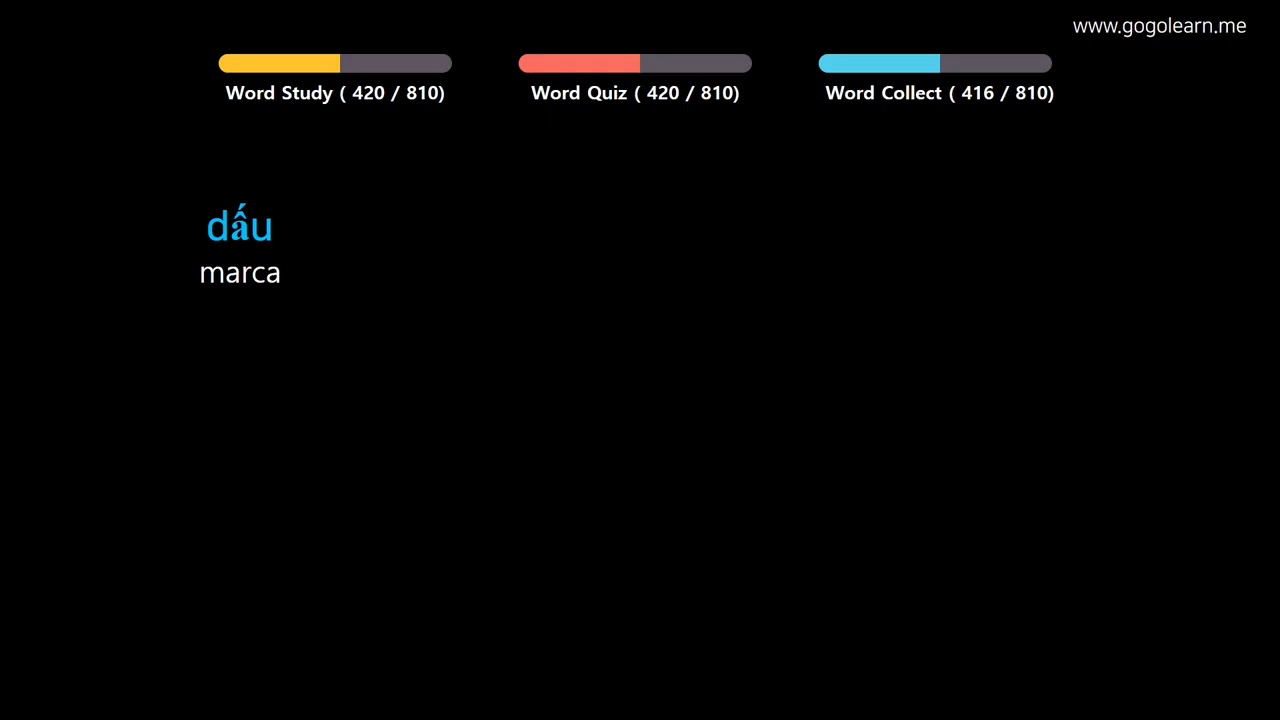 www.gogolearn.me
Word Study ( 420 / 810)
Word Quiz ( 420 / 810)
Word Collect ( 416 / 810)
dấu
marca